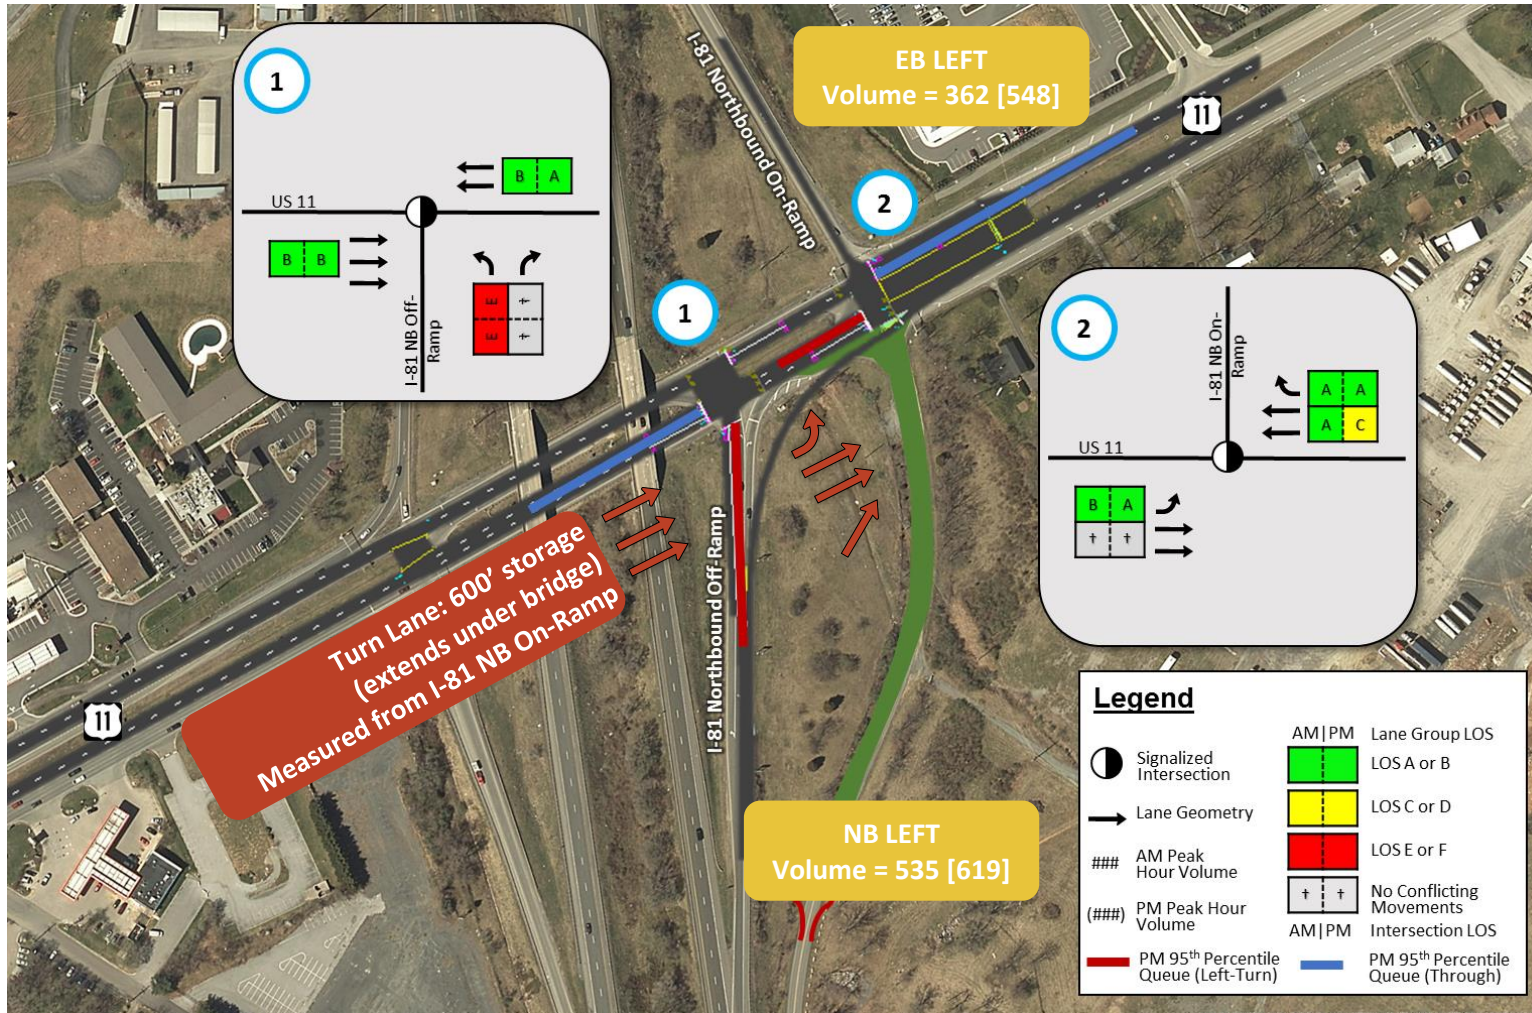 1
US 11
B A
B B
E †
E †
I-81 NB Off-
Ramp
I-81 Northbound On-Ramp
EB LEFT
Volume = 362 [548]
11
2
1
2
I-81 NB On-
Ramp
A A
A C
US 11
B A
† †
Turn Lane: 600’ storage
(extends under bridge)
Measured from I-81 NB On-Ramp
I-81 Northbound Off-Ramp
11
NB LEFT
Volume = 535 [619]
Legend
Signalized
Intersection
Lane Geometry
### AM Peak
Hour Volume
(###) PM Peak Hour
Volume
PM 95th Percentile
Queue (Left-Turn)
AM|PM Lane Group LOS
LOS A or B
LOS C or D
LOS E or F
† † No Conflicting
Movements
AM|PM Intersection LOS
PM 95th Percentile
Queue (Through)